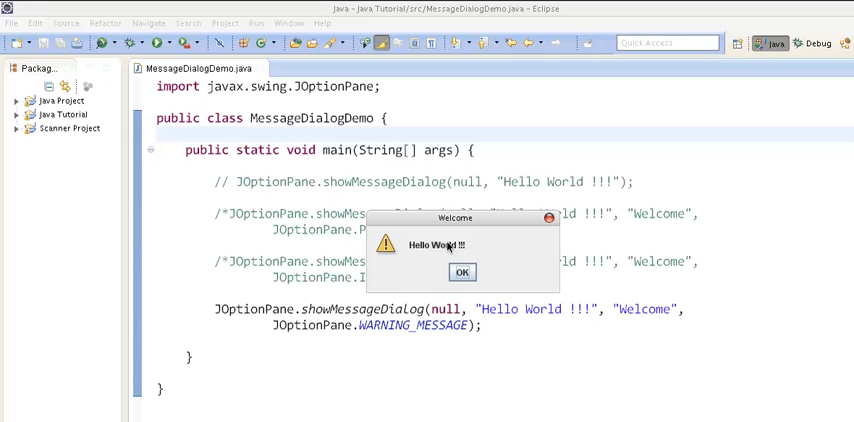 Java - Java Tutorial/src/MessageDialogDemo.java - Eclipse
File Edit Source Refactor Navigate Search Project Run Window Help
Quick Access Java Debug
Packag... MessageDialogDemo.java
Java Project
Java Tutorial
Scanner Project
import javax.swing.JOptionPane;
public class MessageDialogDemo {
public static void main(String[] args) {
// JOptionPane.showMessageDialog(null, "Hello World !!!");
/*JOptionPane.showMes "Welcome",
JOptionPane.P
Welcome
Hello World !!!
OK
/*JOptionPane.showMes "Welcome",
JOptionPane.I
JOptionPane.showMessageDialog(null, "Hello World !!!", "Welcome",
JOptionPane.WARNING_MESSAGE);
}
}